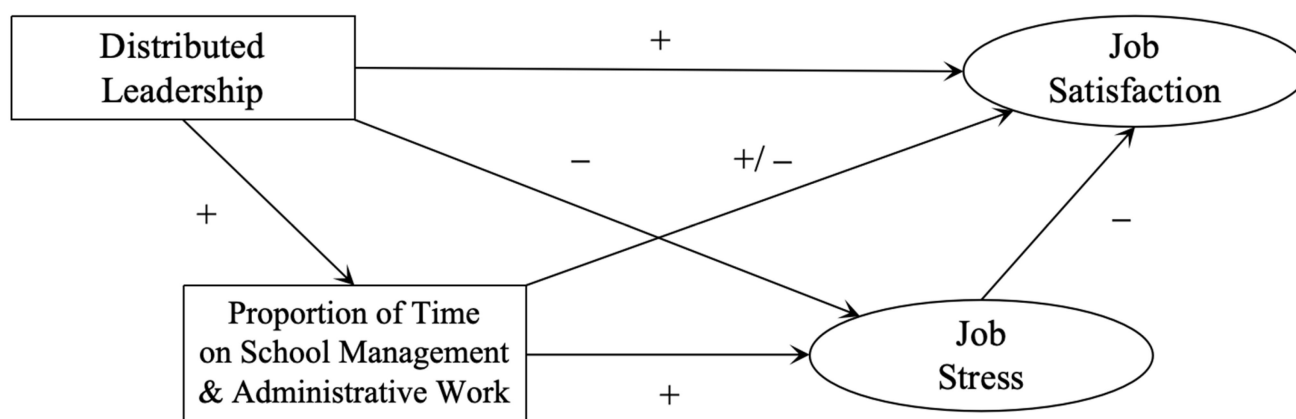 Distributed
Leadership
+
Job
Satisfaction
–
+/ –
+
–
Proportion of Time
on School Management
& Administrative Work
+
Job
Stress